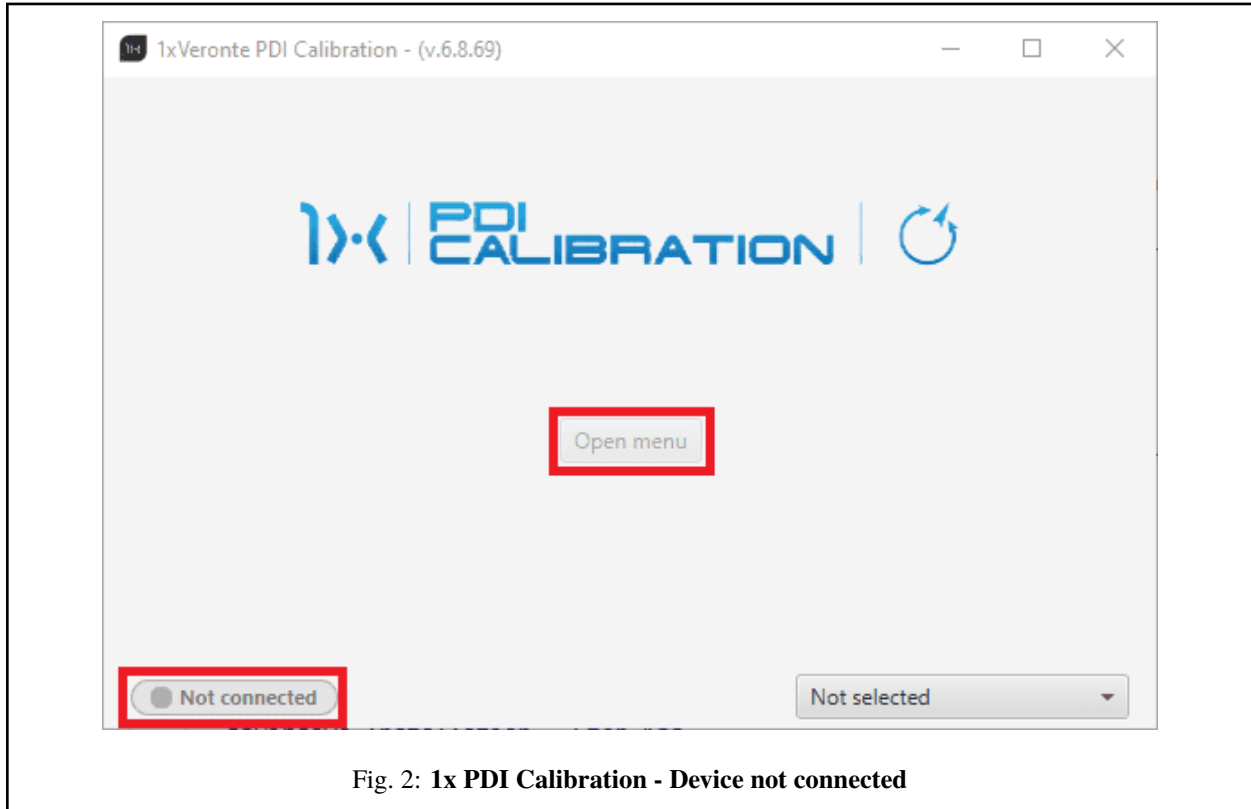 1xVeronte PDI Calibration - (v.6.8.69)
1x PDI
CALIBRATION
Open menu
Not connected
Not selected
Fig. 2: 1x PDI Calibration - Device not connected